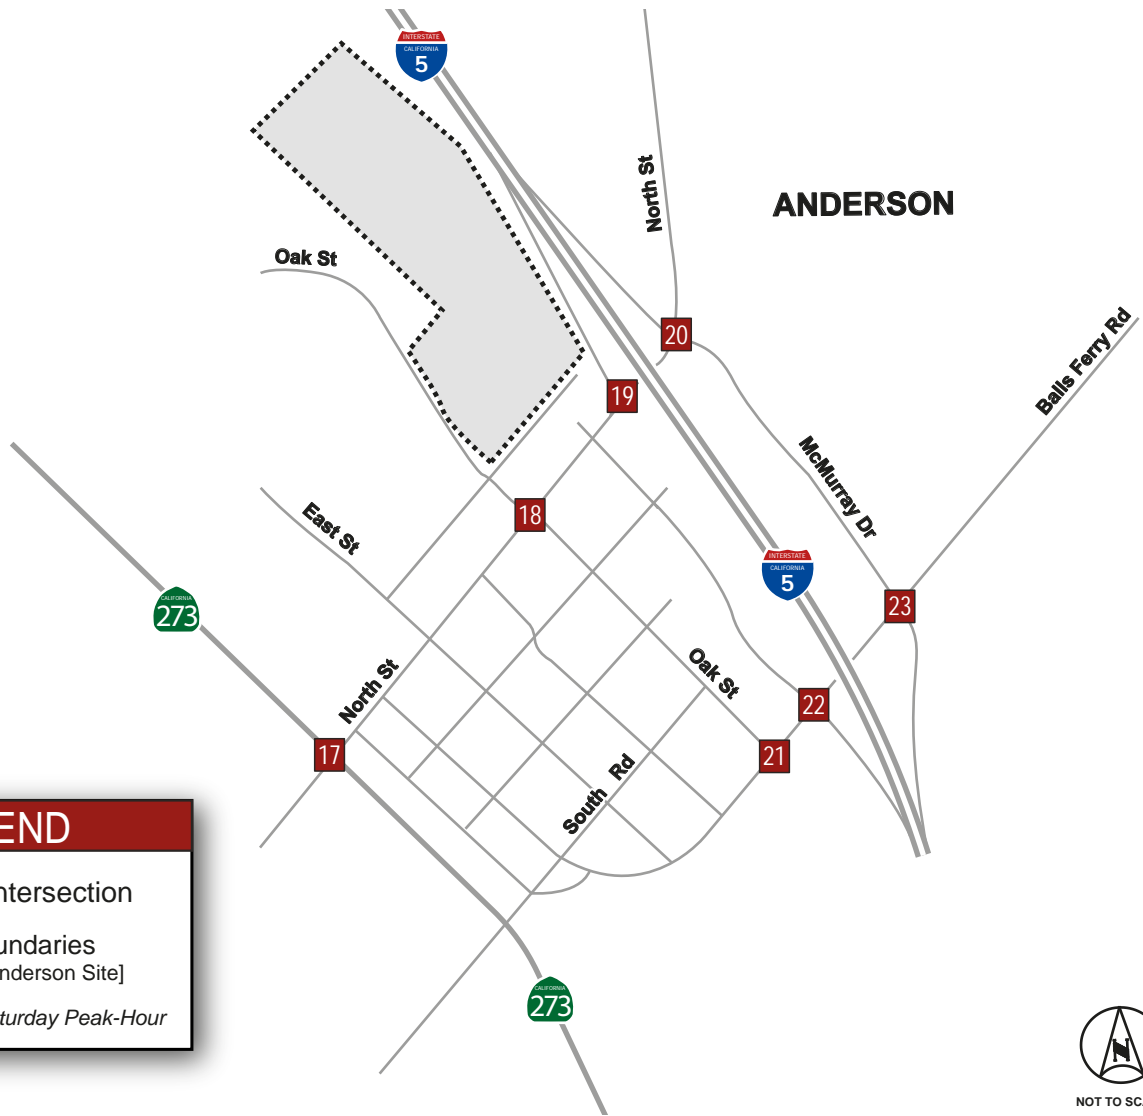 INTERSTATE
CALIFORNIA
5
North St
ANDERSON
Oak St
20
Balls Ferry Rd
19
McMurray Dr
East St
18
INTERSTATE
CALIFORNIA
5
CALIFORNIA
273
23
North St
Oak St
22
17
21
South Rd
END
ntersection
undaries
nderson Site]
turday Peak-Hour
CALIFORNIA
273
N
NOT TO SC